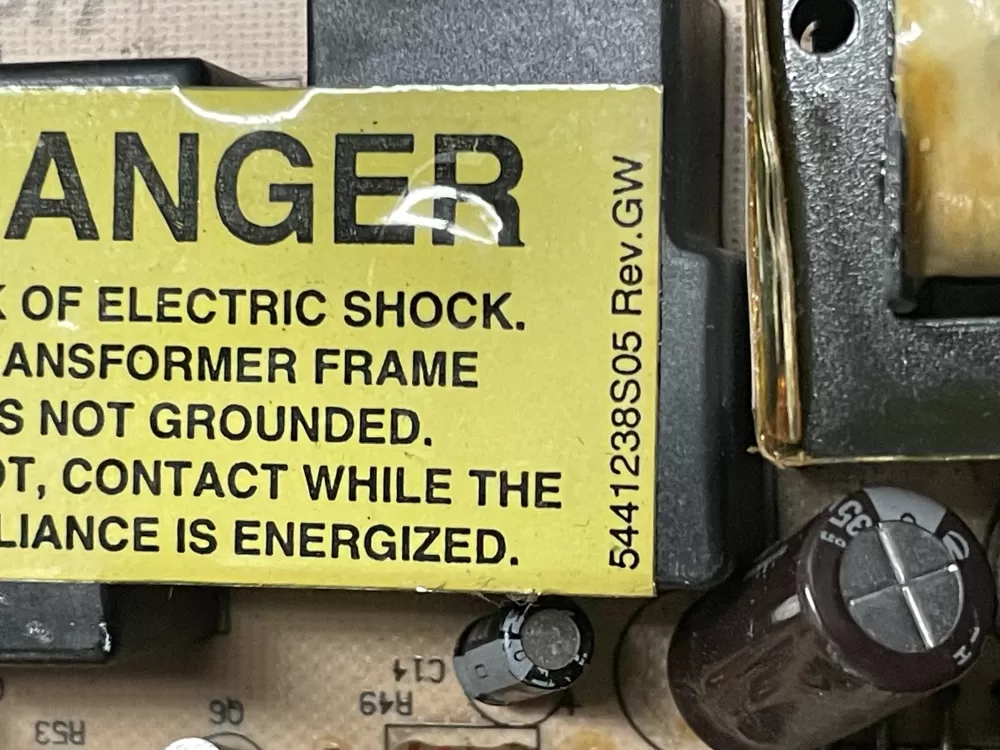 ANGER
K OF ELECTRIC SHOCK.
ANSFORMER FRAME
S NOT GROUNDED.
OT, CONTACT WHILE THE
LIANCE IS ENERGIZED.
5441238S05 Rev.GW
35
C14
R49
Q6
R53